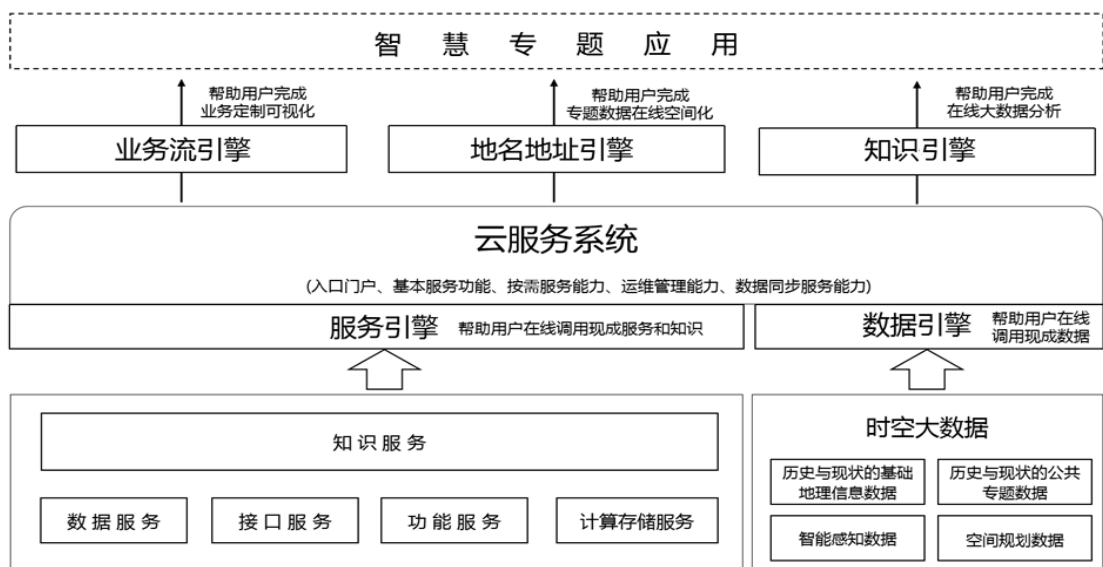 智慧专题应用
帮助用户完成
业务定制可视化
帮助用户完成
专题数据在线空间化
帮助用户完成
在线大数据分析
业务流引擎
地名地址引擎
知识引擎
云服务系统
(入口门户、基本服务功能、按需服务能力、运维管理能力、数据同步服务能力)
服务引擎 帮助用户在线调用现成服务和知识
数据引擎
帮助用户在线
调用现成数据
知识服务
数据服务
接口服务
功能服务
计算存储服务
时空大数据
历史与现状的基础
地理信息数据
历史与现状的公共
专题数据
智能感知数据
空间规划数据